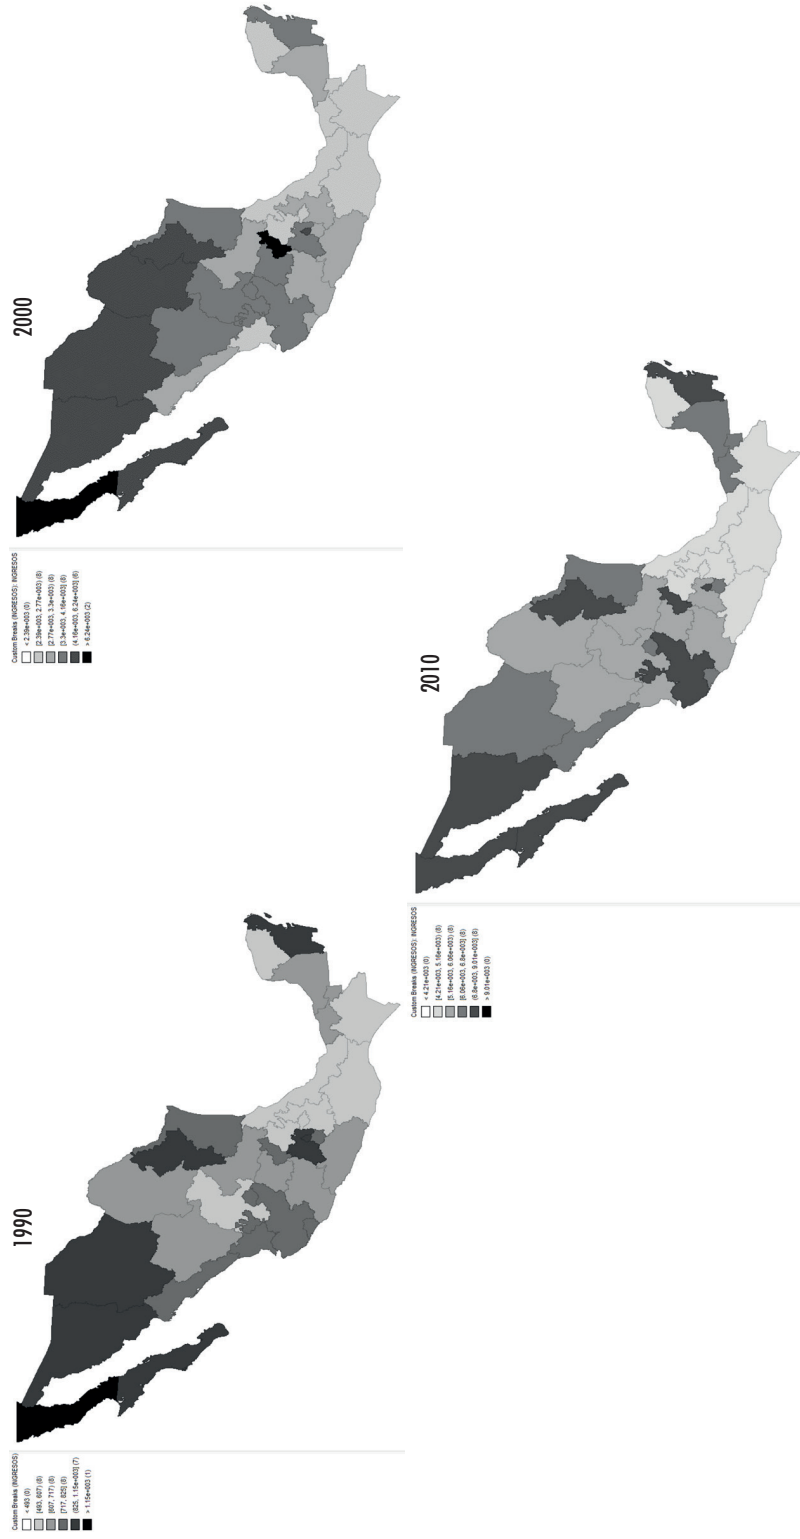 1990
Custom Breaks (INGRESOS)
< 493 (0)
[493, 607) (8)
[607, 717) (8)
[717, 825] (8)
(825, 1.15e+003] (7)
> 1.15e+003 (1)
2000
Custom Breaks (INGRESOS): INGRESOS
< 2.39e+003 (0)
[2.39e+003, 2.77e+003) (8)
[2.77e+003, 3.3e+003) (8)
[3.3e+003, 4.16e+003] (8)
(4.16e+003, 6.24e+003] (6)
> 6.24e+003 (2)
2010
Custom Breaks (INGRESOS): INGRESOS
< 4.21e+003 (0)
[4.21e+003, 5.16e+003) (8)
[5.16e+003, 6.06e+003) (8)
[6.06e+003, 6.8e+003] (8)
(6.8e+003, 9.01e+003] (8)
> 9.01e+003 (0)